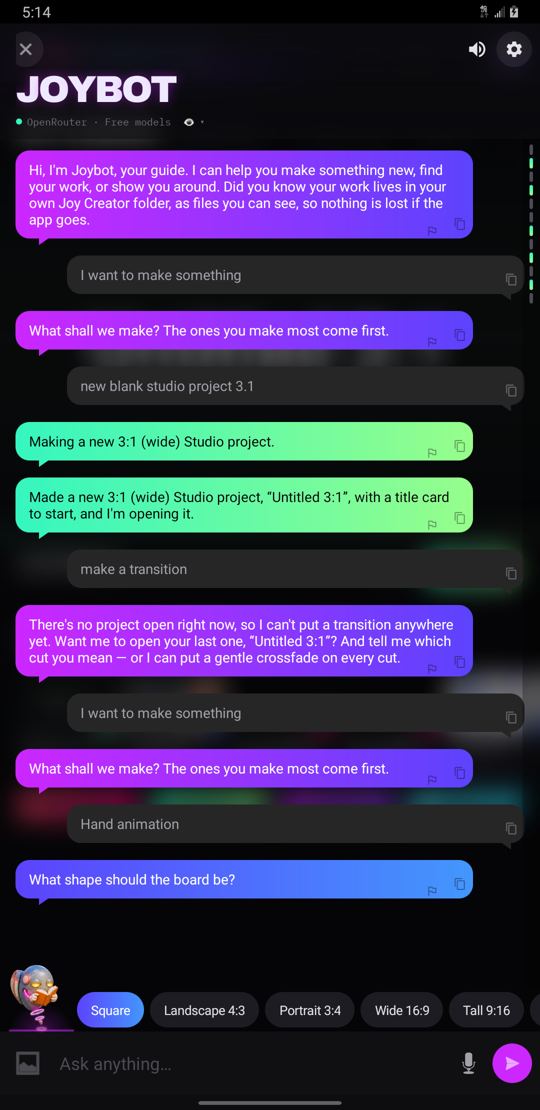 5:14
JOYBOT
OpenRouter · Free models
Hi, I'm Joybot, your guide. I can help you make something new, find
your work, or show you around. Did you know your work lives in your
own Joy Creator folder, as files you can see, so nothing is lost if the
app goes.
I want to make something
What shall we make? The ones you make most come first.
new blank studio project 3.1
Making a new 3:1 (wide) Studio project.
Made a new 3:1 (wide) Studio project, “Untitled 3:1”, with a title card
to start, and I'm opening it.
make a transition
There's no project open right now, so I can't put a transition anywhere
yet. Want me to open your last one, “Untitled 3:1”? And tell me which
cut you mean — or I can put a gentle crossfade on every cut.
I want to make something
What shall we make? The ones you make most come first.
Hand animation
What shape should the board be?
Square
Landscape 4:3
Portrait 3:4
Wide 16:9
Tall 9:16
Ask anything...